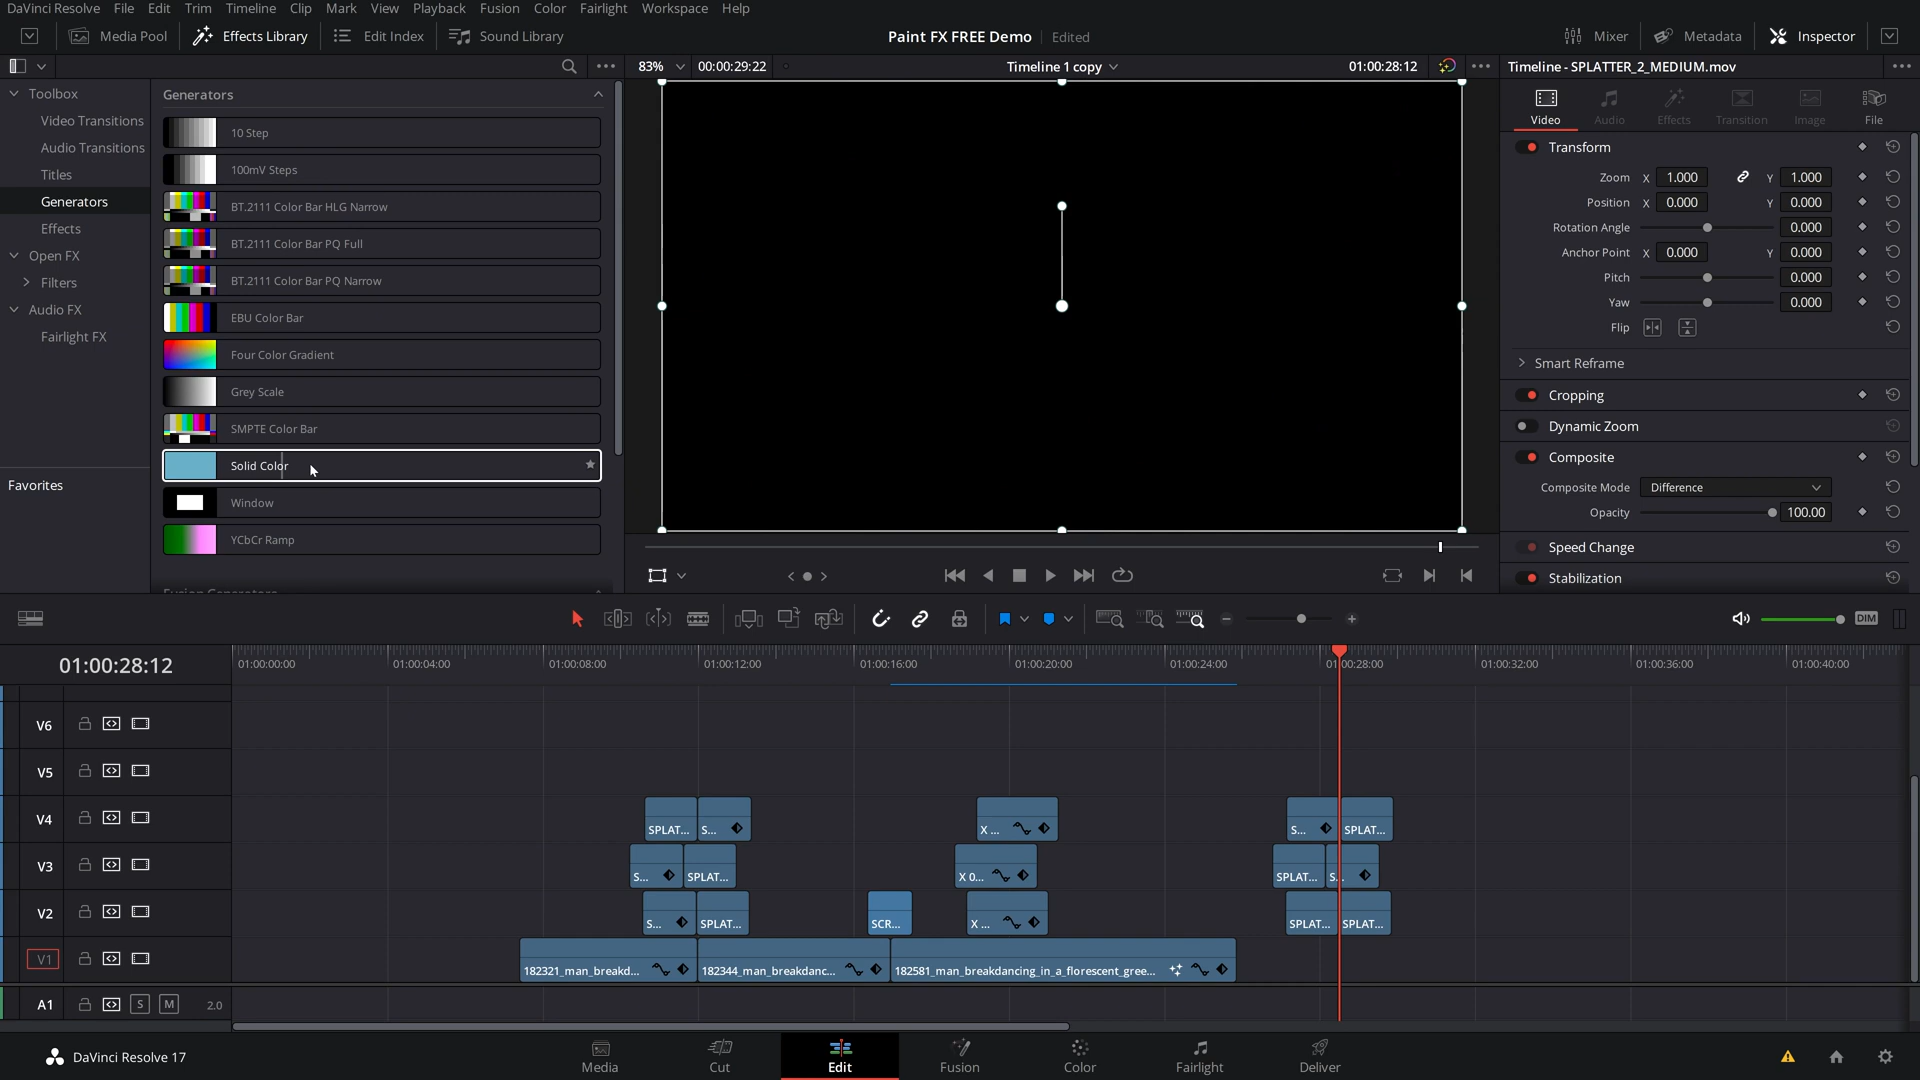 DaVinci Resolve File Edit Trim Timeline Clip Mark View Playback Fusion Color Fairlight Workspace Help
Media Pool Effects Library Edit Index Sound Library
Paint FX FREE Demo Edited
Mixer Metadata Inspector
83% 00:00:29:22 Timeline 1 copy 01:00:28:12
Timeline - SPLATTER_2_MEDIUM.mov
Toolbox
Video Transitions
Audio Transitions
Titles
Generators
Effects
Open FX
Filters
Audio FX
Fairlight FX
Favorites
Generators
10 Step
100mV Steps
BT.2111 Color Bar HLG Narrow
BT.2111 Color Bar PQ Full
BT.2111 Color Bar PQ Narrow
EBU Color Bar
Four Color Gradient
Grey Scale
SMPTE Color Bar
Solid Color
Window
YCbCr Ramp
Video Audio Effects Transition Image File
Transform
Zoom X 1.000 Y 1.000
Position X 0.000 Y 0.000
Rotation Angle 0.000
Anchor Point X 0.000 Y 0.000
Pitch 0.000
Yaw 0.000
Flip
Smart Reframe
Cropping
Dynamic Zoom
Composite
Composite Mode Difference
Opacity 100.00
Speed Change
Stabilization
DIM
01:00:28:12
01:00:00:00 01:00:04:00 01:00:08:00 01:00:12:00 01:00:16:00 01:00:20:00 01:00:24:00 01:00:28:00 01:00:32:00 01:00:36:00 01:00:40:00
V6
V5
V4 SPLAT... S... X ... S... SPLAT...
V3 S... SPLAT... X 0... SPLAT... S...
V2 S... SPLAT... SCR... X ... SPLAT... SPLAT...
V1 182321_man_breakd... 182344_man_breakdanc... 182581_man_breakdancing_in_a_florescent_gree...
A1 S M 2.0
DaVinci Resolve 17
Media Cut Edit Fusion Color Fairlight Deliver